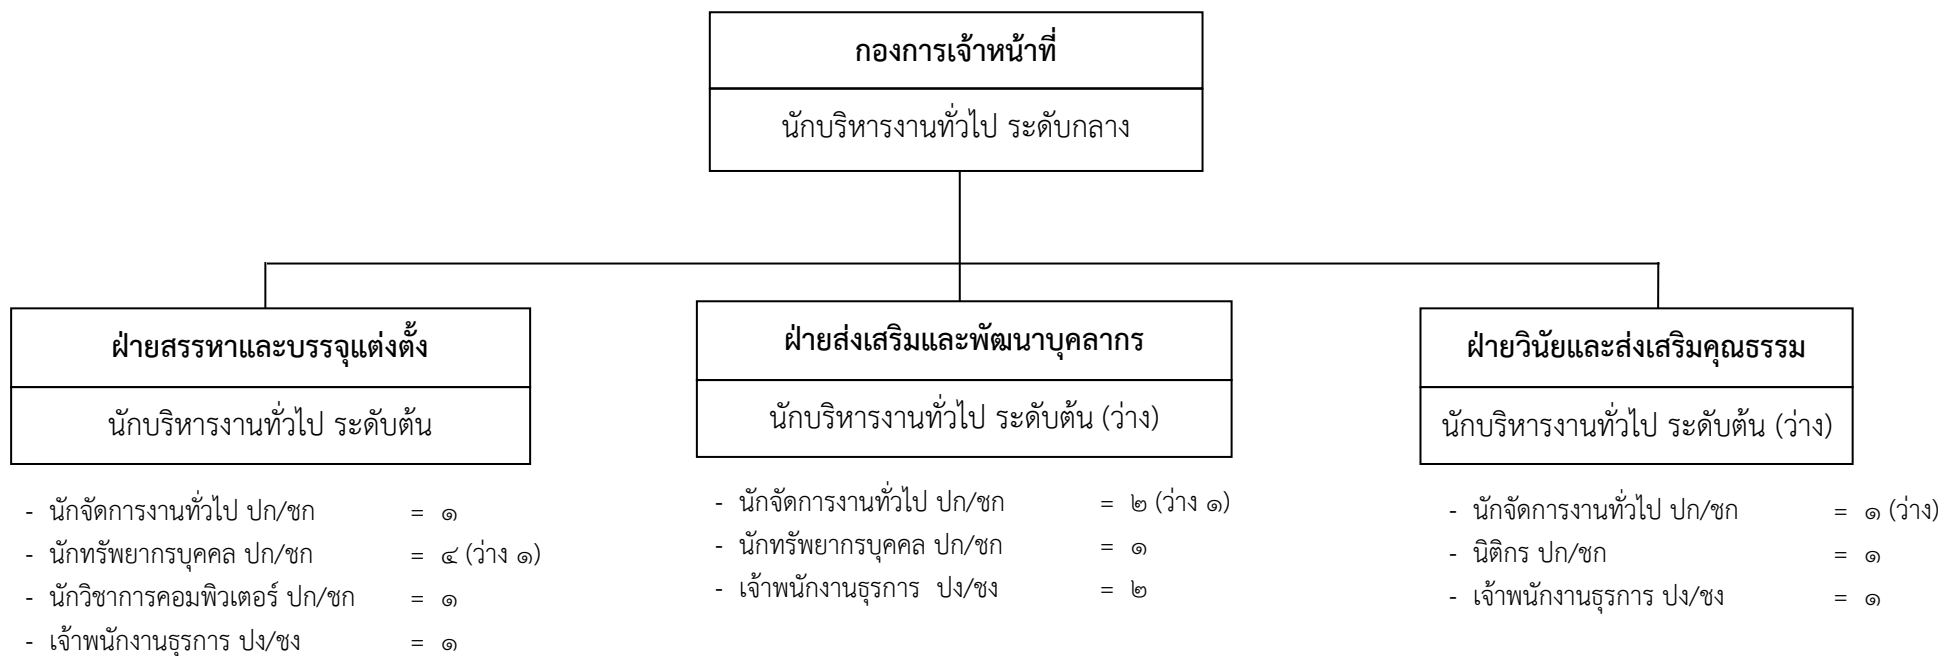 กองการเจ้าหน้าที่
นักบริหารงานทั่วไป ระดับกลาง
ฝ่ายสรรหาและบรรจุแต่งตั้ง
นักบริหารงานทั่วไป ระดับต้น
- นักจัดการงานทั่วไป ปก/ชก = ๑
- นักทรัพยากรบุคคล ปก/ชก = ๔ (ว่าง ๑)
- นักวิชาการคอมพิวเตอร์ ปก/ชก = ๑
- เจ้าพนักงานธุรการ ปง/ชง = ๑
ฝ่ายส่งเสริมและพัฒนาบุคลากร
นักบริหารงานทั่วไป ระดับต้น (ว่าง)
- นักจัดการงานทั่วไป ปก/ชก = ๒ (ว่าง ๑)
- นักทรัพยากรบุคคล ปก/ชก = ๑
- เจ้าพนักงานธุรการ ปง/ชง = ๒
ฝ่ายวินัยและส่งเสริมคุณธรรม
นักบริหารงานทั่วไป ระดับต้น (ว่าง)
- นักจัดการงานทั่วไป ปก/ชก = ๑ (ว่าง)
- นิติกร ปก/ชก = ๑
- เจ้าพนักงานธุรการ ปง/ชง = ๑